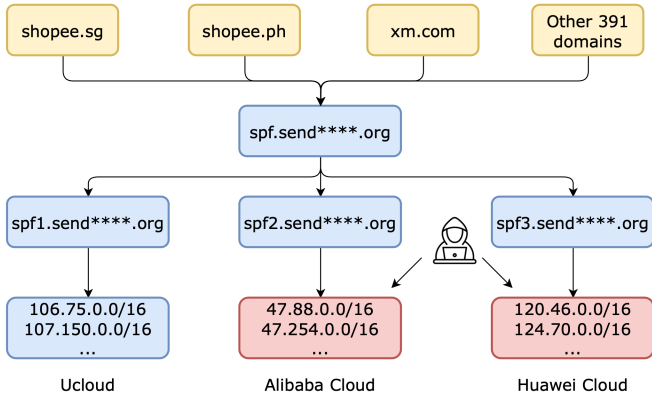 shopee.sg
shopee.ph
xm.com
Other 391
domains
spf.send****.org
spf1.send****.org
spf2.send****.org
spf3.send****.org
106.75.0.0/16
107.150.0.0/16
...
47.88.0.0/16
47.254.0.0/16
...
120.46.0.0/16
124.70.0.0/16
...
Ucloud
Alibaba Cloud
Huawei Cloud